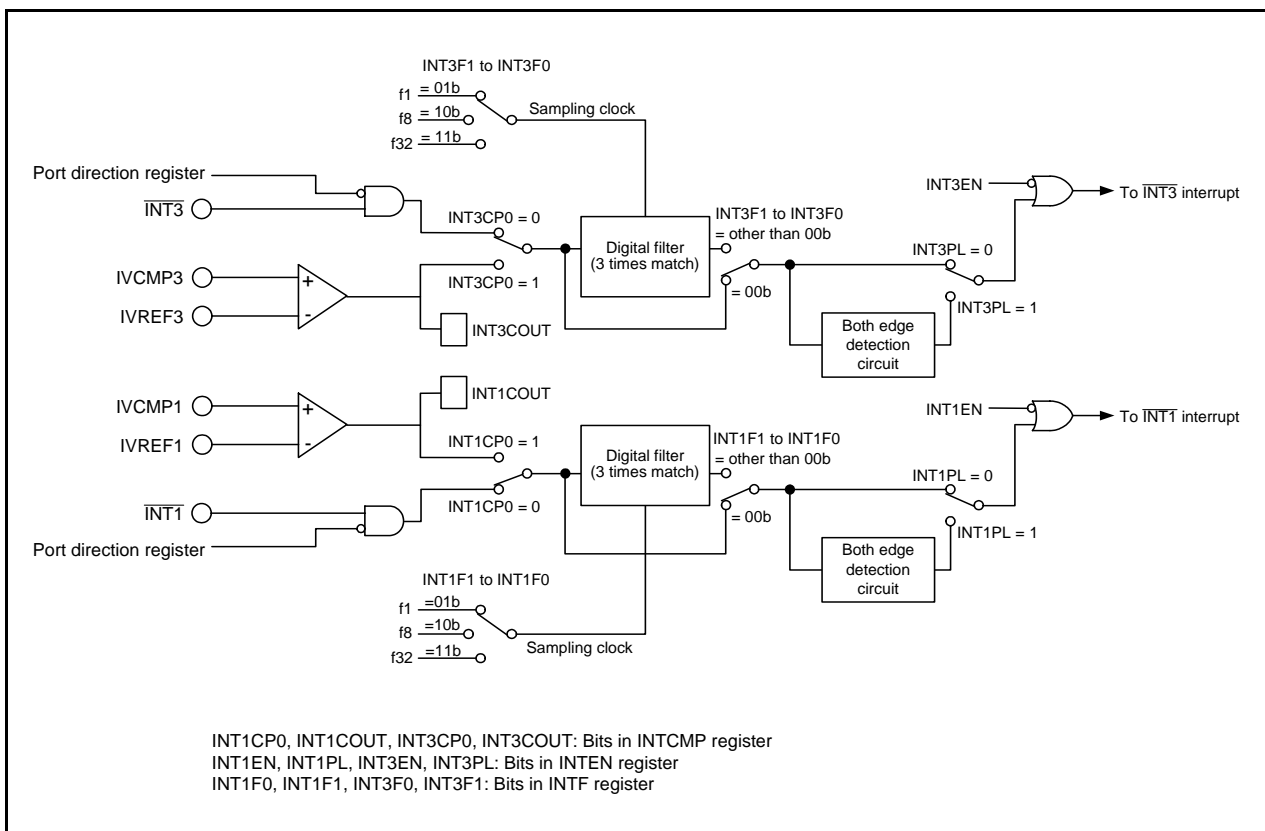 INT3F1 to INT3F0
f1 = 01b
f8 = 10b
f32 = 11b
Sampling clock
Port direction register
INT3
INT3CP0 = 0
INT3CP0 = 1
IVCMP3
+
IVREF3
-
INT3COUT
Digital filter
(3 times match)
INT3F1 to INT3F0
= other than 00b
= 00b
INT3EN
To INT3 interrupt
INT3PL = 0
INT3PL = 1
Both edge
detection
circuit
INT1COUT
IVCMP1
+
IVREF1
-
INT1CP0 = 1
INT1CP0 = 0
INT1
Port direction register
Digital filter
(3 times match)
INT1F1 to INT1F0
= other than 00b
= 00b
INT1EN
To INT1 interrupt
INT1PL = 0
INT1PL = 1
Both edge
detection
circuit
INT1F1 to INT1F0
f1 =01b
f8 =10b
f32 =11b
Sampling clock
INT1CP0, INT1COUT, INT3CP0, INT3COUT: Bits in INTCMP register
INT1EN, INT1PL, INT3EN, INT3PL: Bits in INTEN register
INT1F0, INT1F1, INT3F0, INT3F1: Bits in INTF register